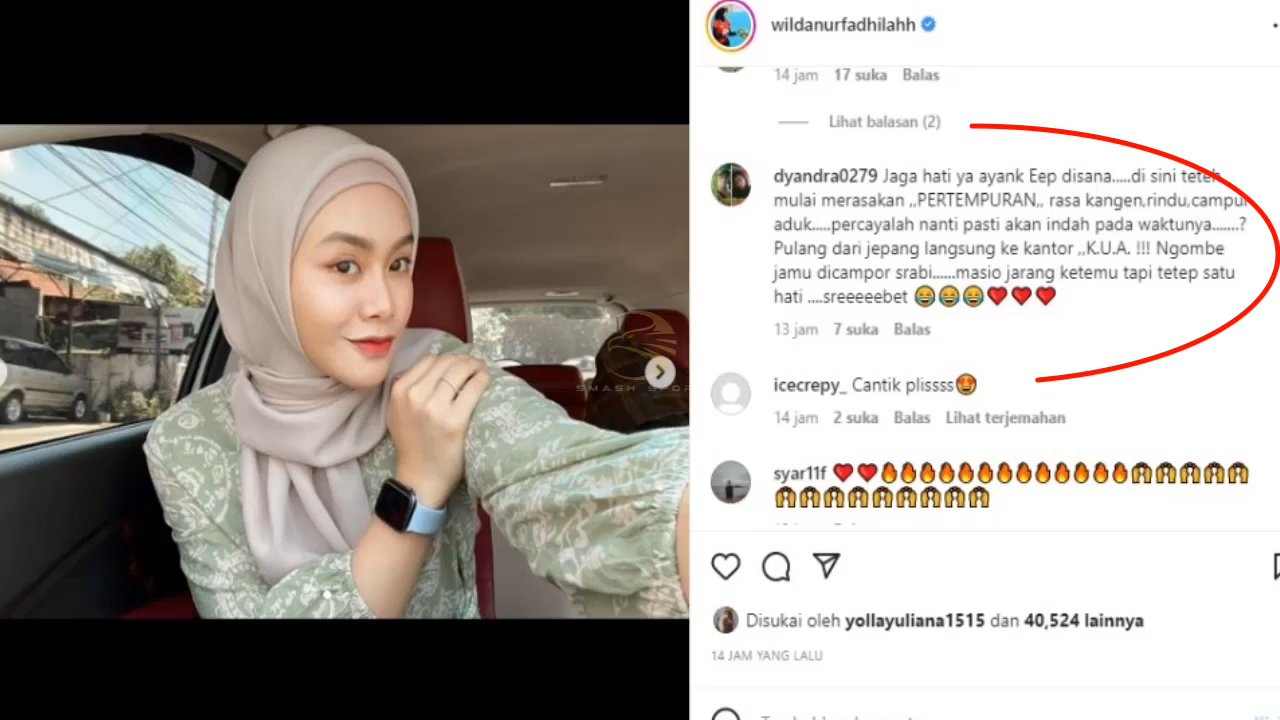 wildanurfadhilahh
14 jam 17 suka Balas
Lihat balasan (2)
dyandra0279 Jaga hati ya ayank Eep disana.....di sini teteh
mulai merasakan ,,PERTEMPURAN,, rasa kangen,rindu,campur
aduk.....percayalah nanti pasti akan indah pada waktunya.......?
Pulang dari jepang langsung ke kantor ,,K.U.A. !!! Ngombe
jamu dicampor srabi......masio jarang ketemu tapi tetep satu
hati ....sreeeeebet 😂😂😂❤️❤️❤️
13 jam 7 suka Balas
icecrepy_ Cantik plissss🤩
14 jam 2 suka Balas Lihat terjemahan
syar11f ❤️❤️🔥🔥🔥🔥🔥🔥🔥🔥🔥🔥🔥🔥🔥🙌🙌🙌🙌🙌
🙌🙌🙌🙌🙌🙌🙌🙌🙌
SMASH
Disukai oleh yollayuliana1515 dan 40,524 lainnya
14 JAM YANG LALU